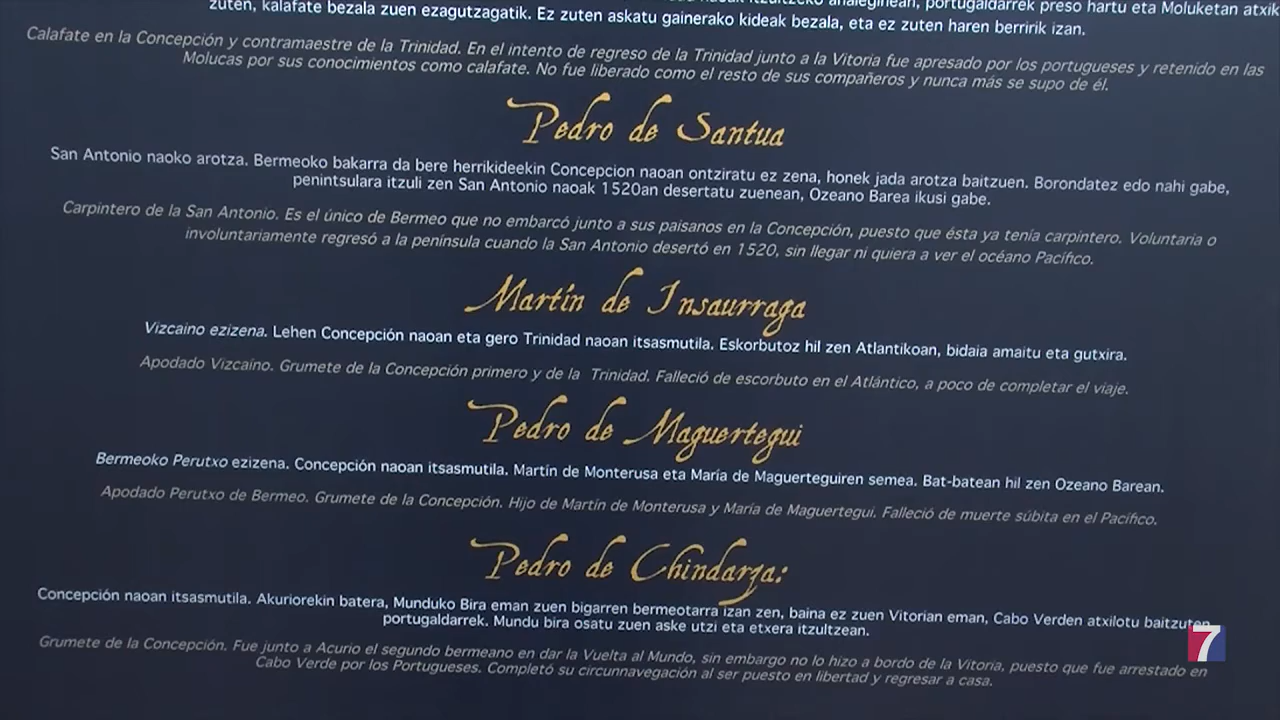 zuten, kalafate bezala zuen ezagutzagatik. Ez zuten askatu gainerako kideak bezala, eta ez zuten haren berririk izan.
portugaldarrek preso hartu eta Moluketan atxik
Calafate en la Concepción y contramaestre de la Trinidad. En el intento de regreso de la Trinidad junto a la Vitoria fue apresado por los portugueses y retenido en las
Molucas por sus conocimientos como calafate. No fue liberado como el resto de sus compañeros y nunca más se supo de él.
Pedro de Santua
San Antonio naoko arotza. Bermeoko bakarra da bere herrikideekin Concepcion naoan ontziratu ez zena, honek jada arotza baitzuen. Borondatez edo nahi gabe,
penintsulara itzuli zen San Antonio naoak 1520an desertatu zuenean, Ozeano Barea ikusi gabe.
Carpintero de la San Antonio. Es el único de Bermeo que no embarcó junto a sus paisanos en la Concepción, puesto que ésta ya tenía carpintero. Voluntaria o
involuntariamente regresó a la península cuando la San Antonio desertó en 1520, sin llegar ni quiera a ver el océano Pacífico.
Martín de Insaurraga
Vizcaino ezizena. Lehen Concepción naoan eta gero Trinidad naoan itsasmutila. Eskorbutoz hil zen Atlantikoan, bidaia amaitu eta gutxira.
Apodado Vizcaíno. Grumete de la Concepción primero y de la Trinidad. Falleció de escorbuto en el Atlántico, a poco de completar el viaje.
Pedro de Maguertegui
Bermeoko Perutxo ezizena. Concepción naoan itsasmutila. Martín de Monterusa eta María de Maguerteguiren semea. Bat-batean hil zen Ozeano Barean.
Apodado Perutxo de Bermeo. Grumete de la Concepción. Hijo de Martín de Monterusa y María de Maguertegui. Falleció de muerte súbita en el Pacífico.
Pedro de Chindarza:
Concepción naoan itsasmutila. Akuriorekin batera, Munduko Bira eman zuen bigarren bermeotarra izan zen, baina ez zuen Vitorian eman, Cabo Verden atxilotu baitzuten
portugaldarrek. Mundu bira osatu zuen aske utzi eta etxera itzultzean.
Grumete de la Concepción. Fue junto a Acurio el segundo bermeano en dar la Vuelta al Mundo, sin embargo no lo hizo a bordo de la Vitoria, puesto que fue arrestado en
Cabo Verde por los Portugueses. Completó su circunnavegación al ser puesto en libertad y regresar a casa.
7